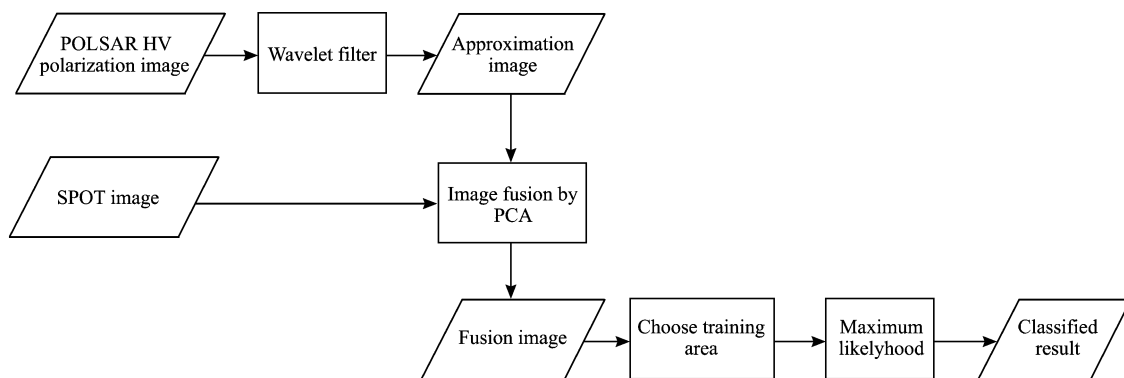 POLSAR HV
polarization image
Wavelet filter
Approximation
image
SPOT image
Image fusion by
PCA
Fusion image
Choose training
area
Maximum
likelyhood
Classified
result